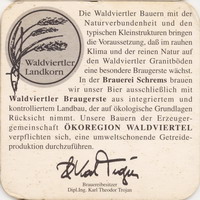 Die Waldviertler Bauern mit der
Naturverbundenheit und den
typischen Kleinstrukturen bringen
die Voraussetzung, daß im rauhen
Klima und der reinen Natur auf
den Waldviertler Granitböden
eine besondere Braugerste wächst.
In der Brauerei Schrems brauen
wir unser Bier ausschließlich mit
Waldviertler Braugerste aus integriertem und
kontrolliertem Landbau, der auf ökologische Grundlagen
Rücksicht nimmt. Unsere Bauern der Erzeuger-
gemeinschaft ÖKOREGION WALDVIERTEL
verpflichten sich, eine umweltschonende Getreide-
produktion durchzuführen.
Waldviertler
Landkorn
Brauereibesitzer
Dipl.Ing. Karl Theodor Trojan